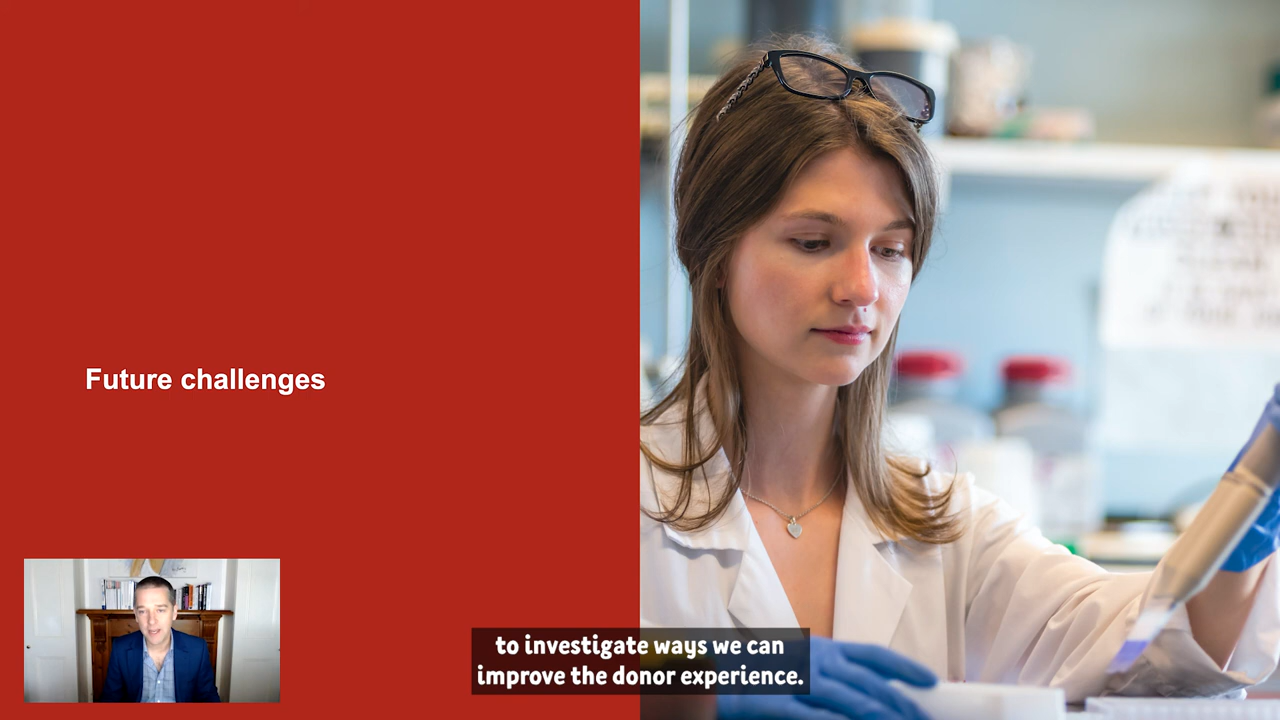 Future challenges
to investigate ways we can
improve the donor experience.